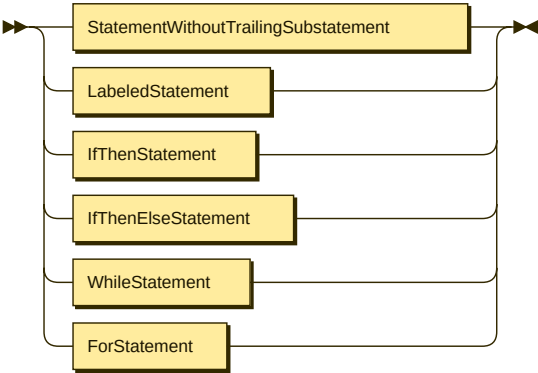 StatementWithoutTrailingSubstatement
LabeledStatement
IfThenStatement
IfThenElseStatement
WhileStatement
ForStatement